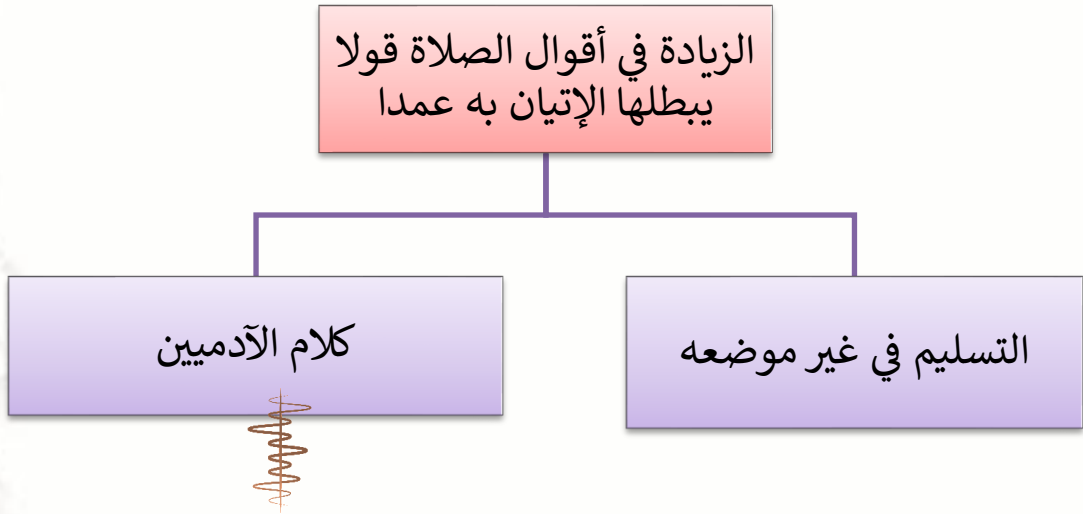 الزيادة في أقوال الصلاة قولا
يبطلها الإتيان به عمدا
التسليم في غير موضعه
كلام الآدميين